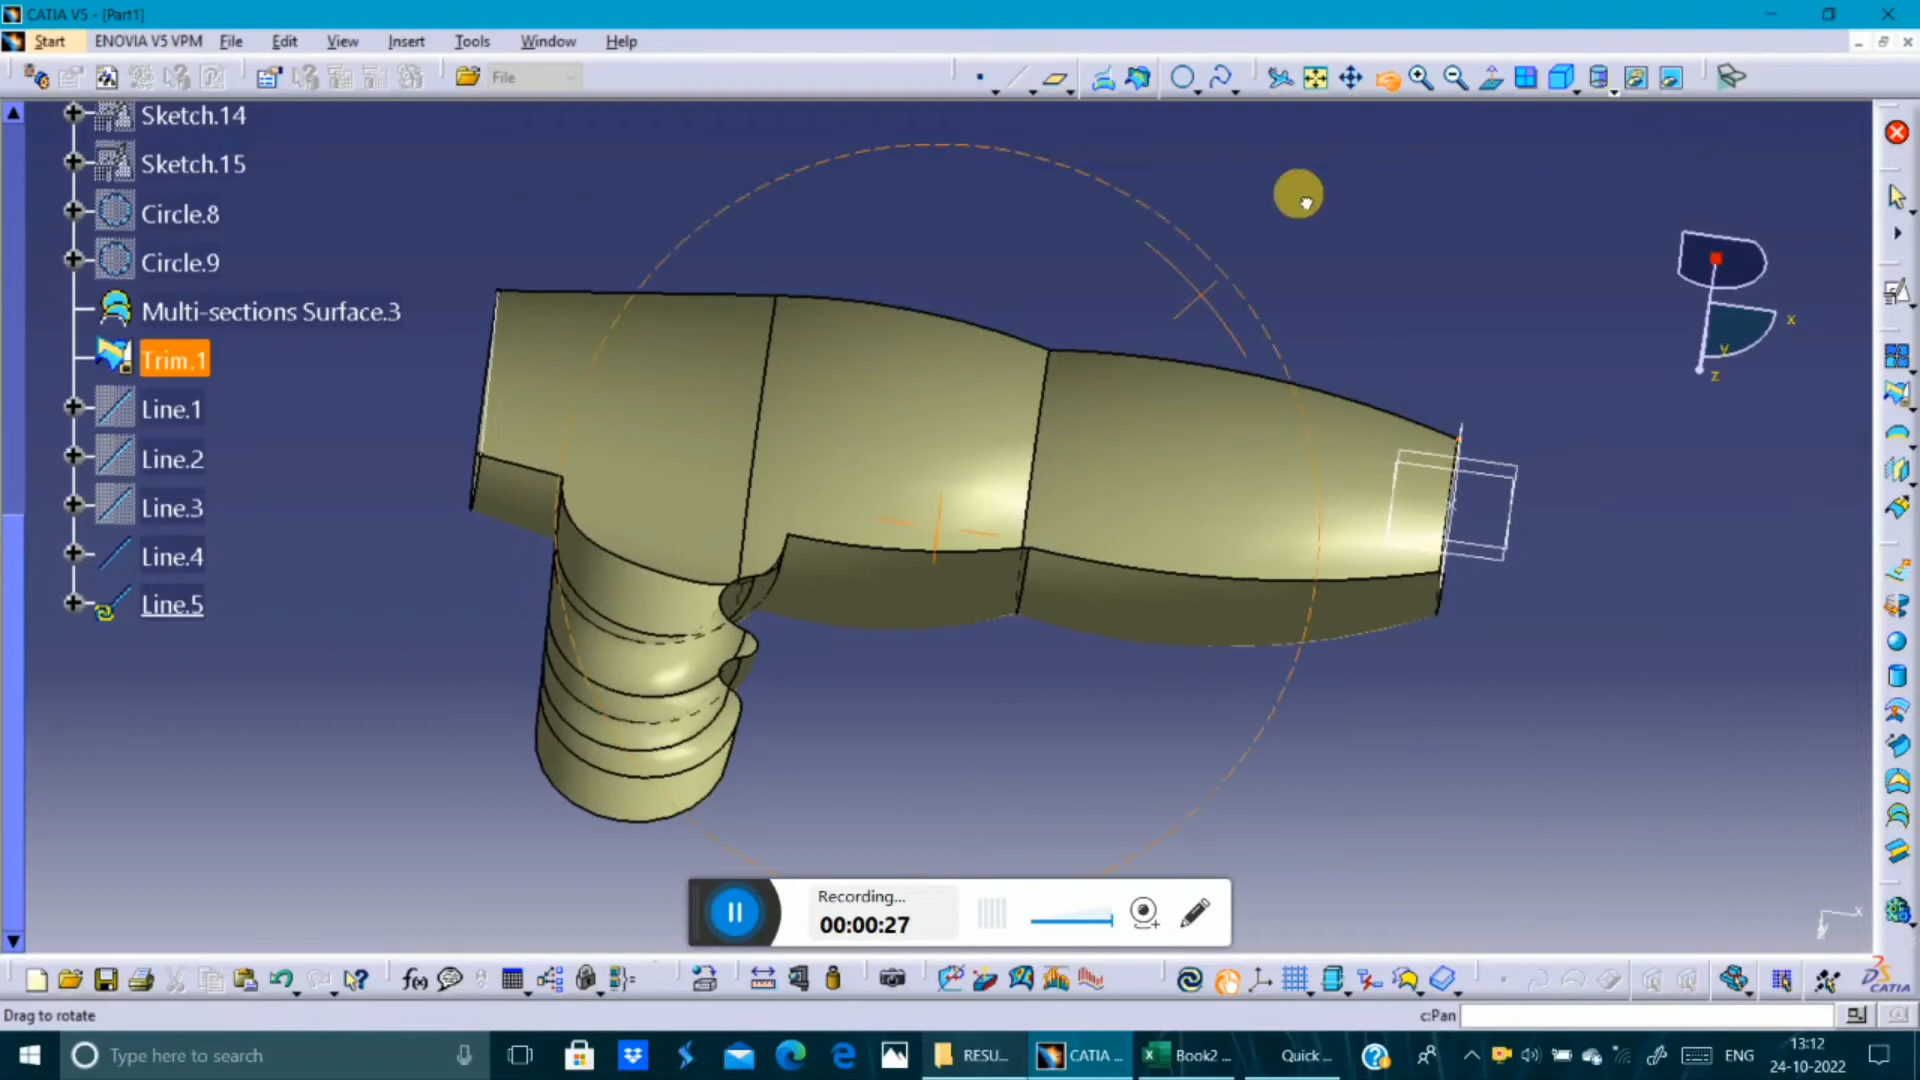 CATIA V5 - [Part1]
Start ENOVIA V5 VPM File Edit View Insert Tools Window Help
File
Sketch.14
Sketch.15
Circle.8
Circle.9
Multi-sections Surface.3
Trim.1
Line.1
Line.2
Line.3
Line.4
Line.5
x
y
z
x
Recording...
00:00:27
f(x)
CATIA
Drag to rotate
c:Pan
Type here to search
RESU...
CATIA ...
Book2 ...
Quick ...
ENG
13:12
24-10-2022